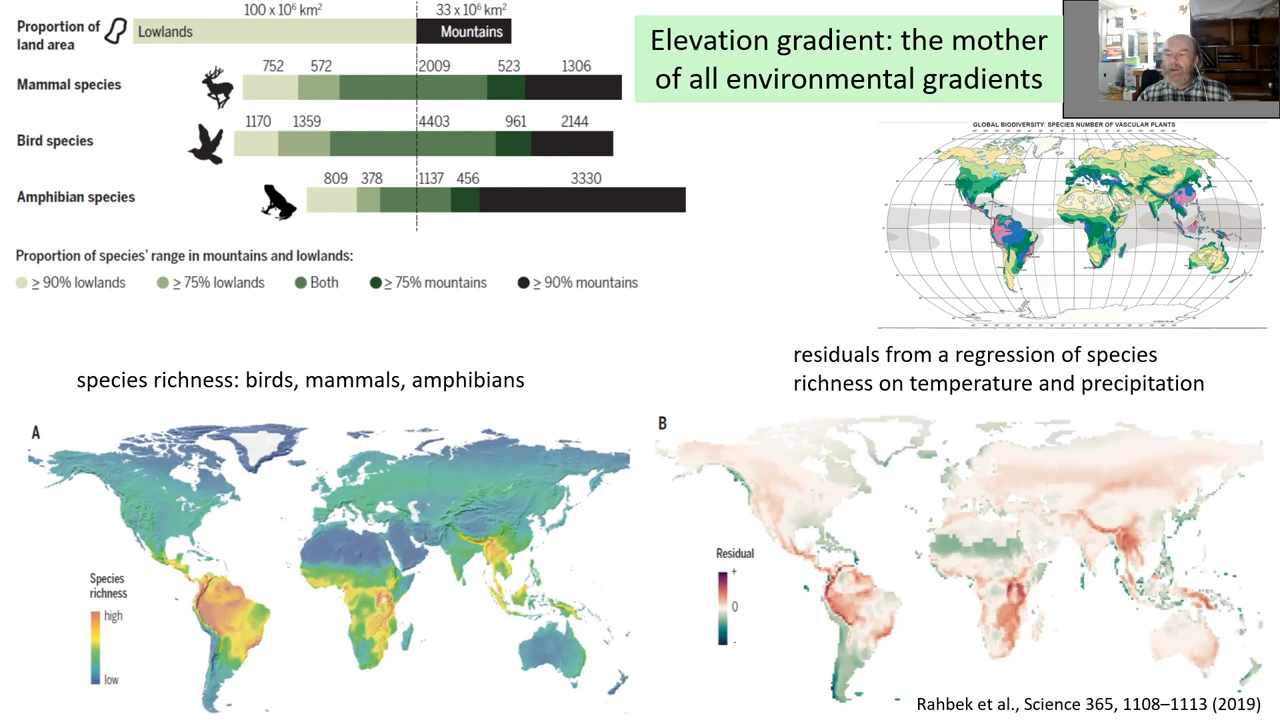 100 x 10⁶ km² 33 x 10⁶ km²
Proportion of land area
Lowlands Mountains
Mammal species
752 572 2009 523 1306
Bird species
1170 1359 4403 961 2144
Amphibian species
809 378 1137 456 3330
Proportion of species' range in mountains and lowlands:
≥ 90% lowlands ≥ 75% lowlands Both ≥ 75% mountains ≥ 90% mountains
Elevation gradient: the mother
of all environmental gradients
GLOBAL BIODIVERSITY: SPECIES NUMBER OF VASCULAR PLANTS
species richness: birds, mammals, amphibians
residuals from a regression of species
richness on temperature and precipitation
A
Species
richness
high
low
B
Residual
+
0
-
Rahbek et al., Science 365, 1108–1113 (2019)